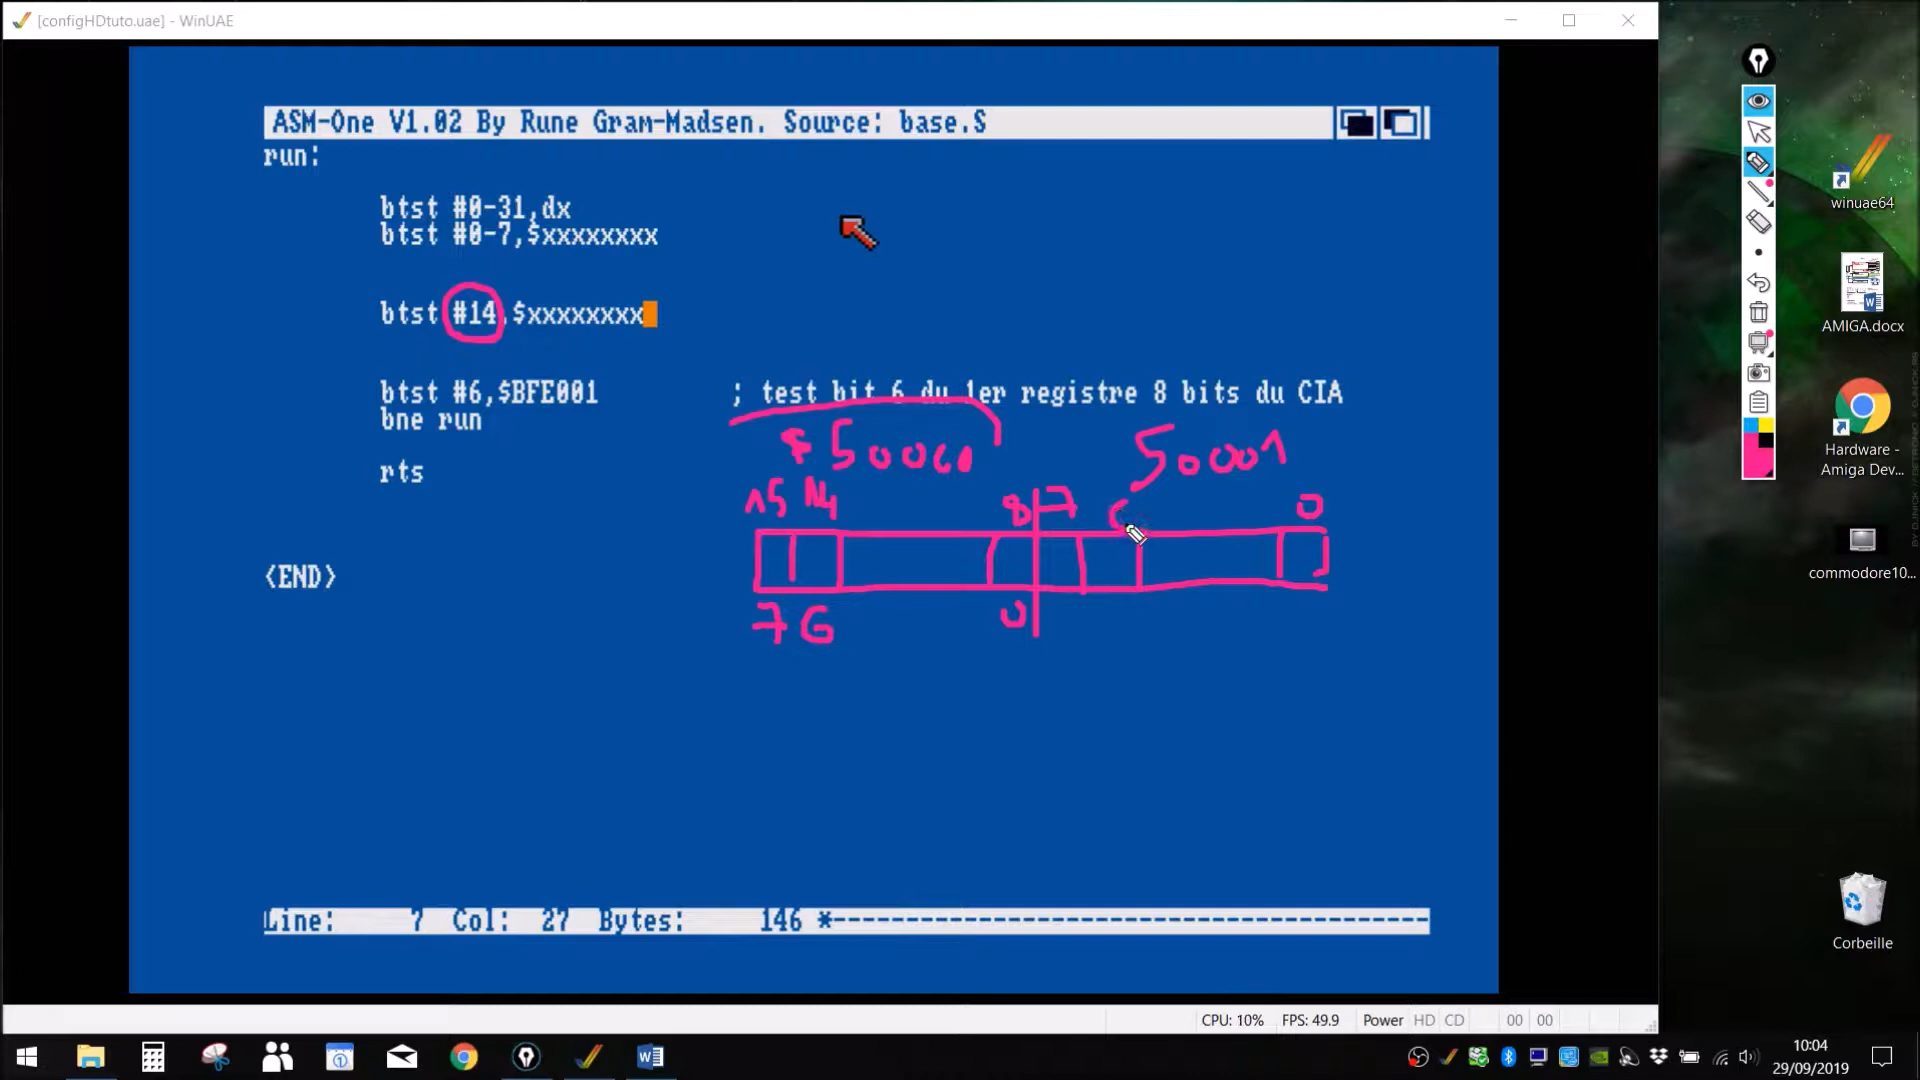 [configHDtuto.uae] - WinUAE
ASM-One V1.02 By Rune Gram-Madsen. Source: base.S
run:
btst #0-31,dx
btst #0-7,$xxxxxxxx
btst #14,$xxxxxxxx
btst #6,$BFE001 ; test bit 6 du 1er registre 8 bits du CIA
bne run
50001
rts
15 14 8 7 6 0
<END>
7 6 0
Line: 7 Col: 27 Bytes: 146 *------------------------------------------
CPU: 10% FPS: 49.9 Power HD CD 00 00
winuae64
AMIGA.docx
Hardware -
Amiga Dev...
commodore10...
Corbeille
10:04
29/09/2019